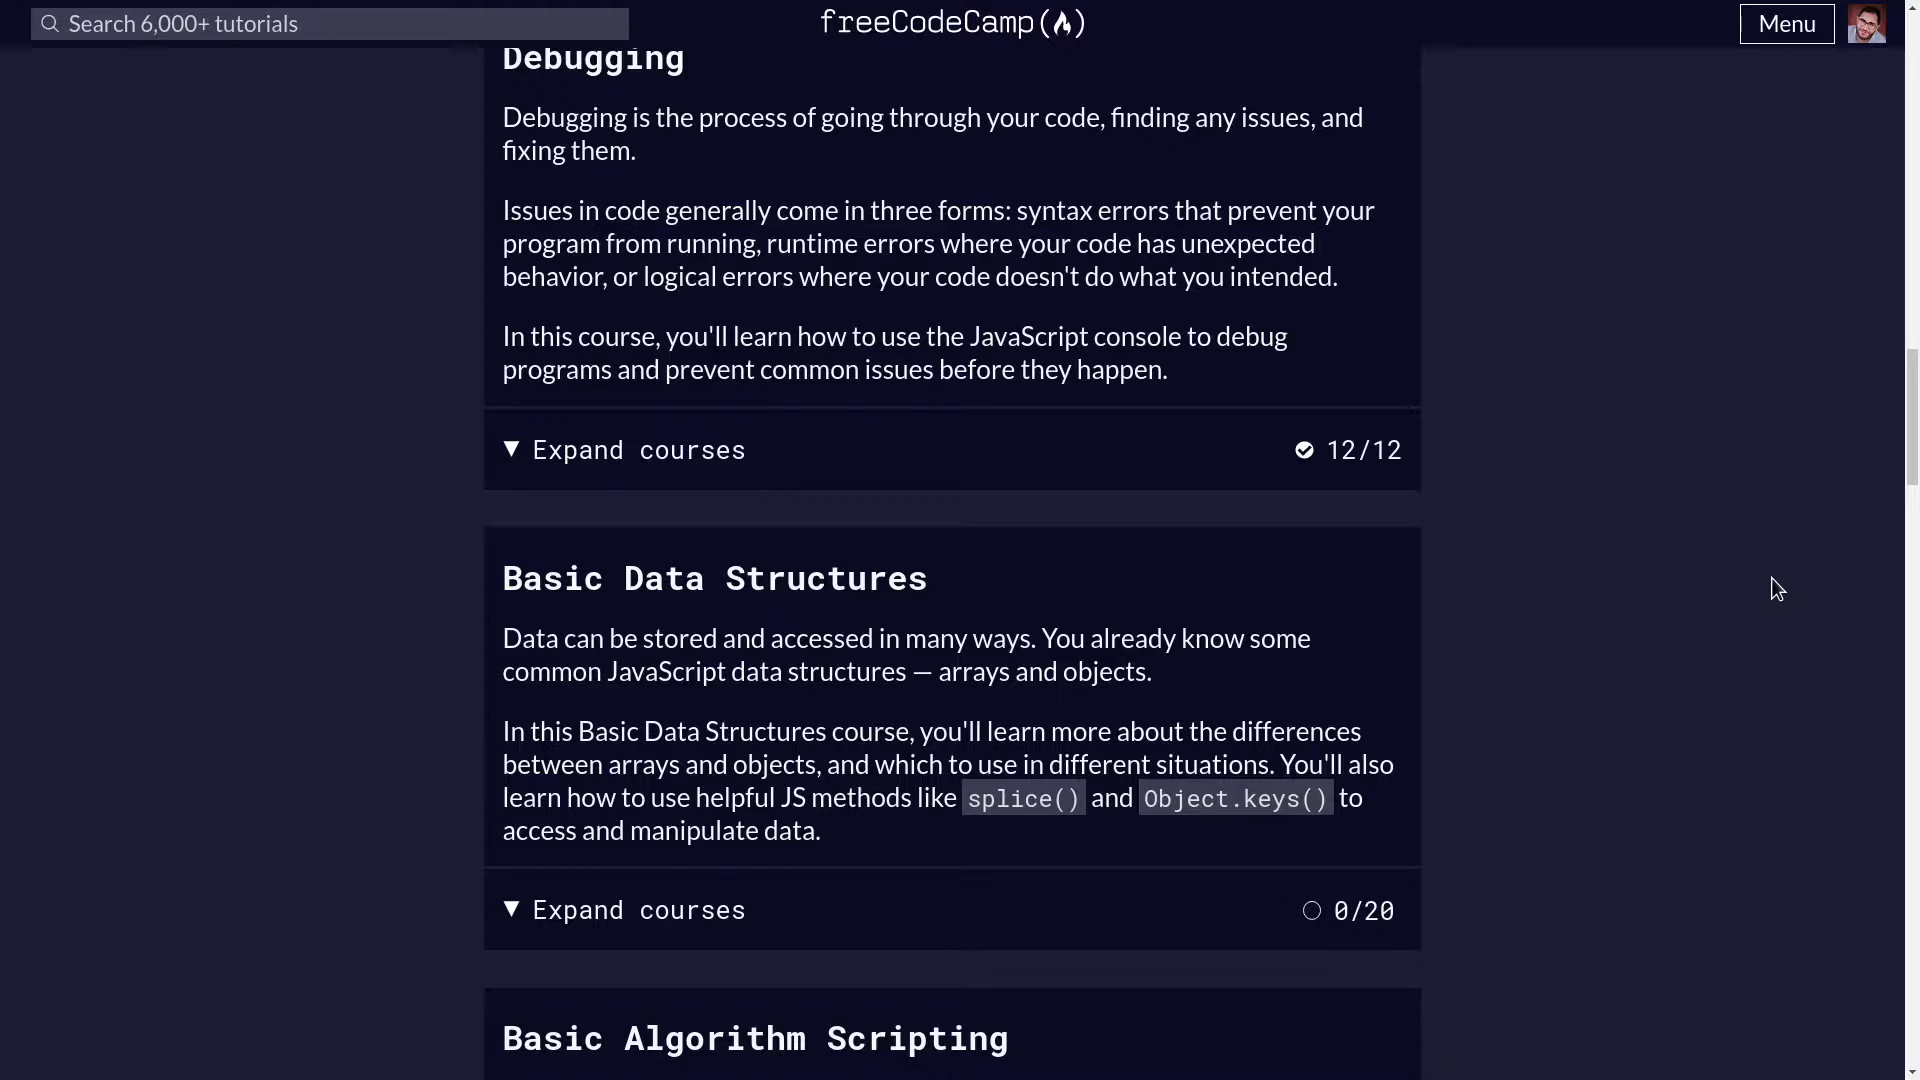 Search 6,000+ tutorials
freeCodeCamp
Menu
Debugging
Debugging is the process of going through your code, finding any issues, and
fixing them.
Issues in code generally come in three forms: syntax errors that prevent your
program from running, runtime errors where your code has unexpected
behavior, or logical errors where your code doesn't do what you intended.
In this course, you'll learn how to use the JavaScript console to debug
programs and prevent common issues before they happen.
Expand courses 12/12
Basic Data Structures
Data can be stored and accessed in many ways. You already know some
common JavaScript data structures — arrays and objects.
In this Basic Data Structures course, you'll learn more about the differences
between arrays and objects, and which to use in different situations. You'll also
learn how to use helpful JS methods like splice() and Object.keys() to
access and manipulate data.
Expand courses 0/20
Basic Algorithm Scripting